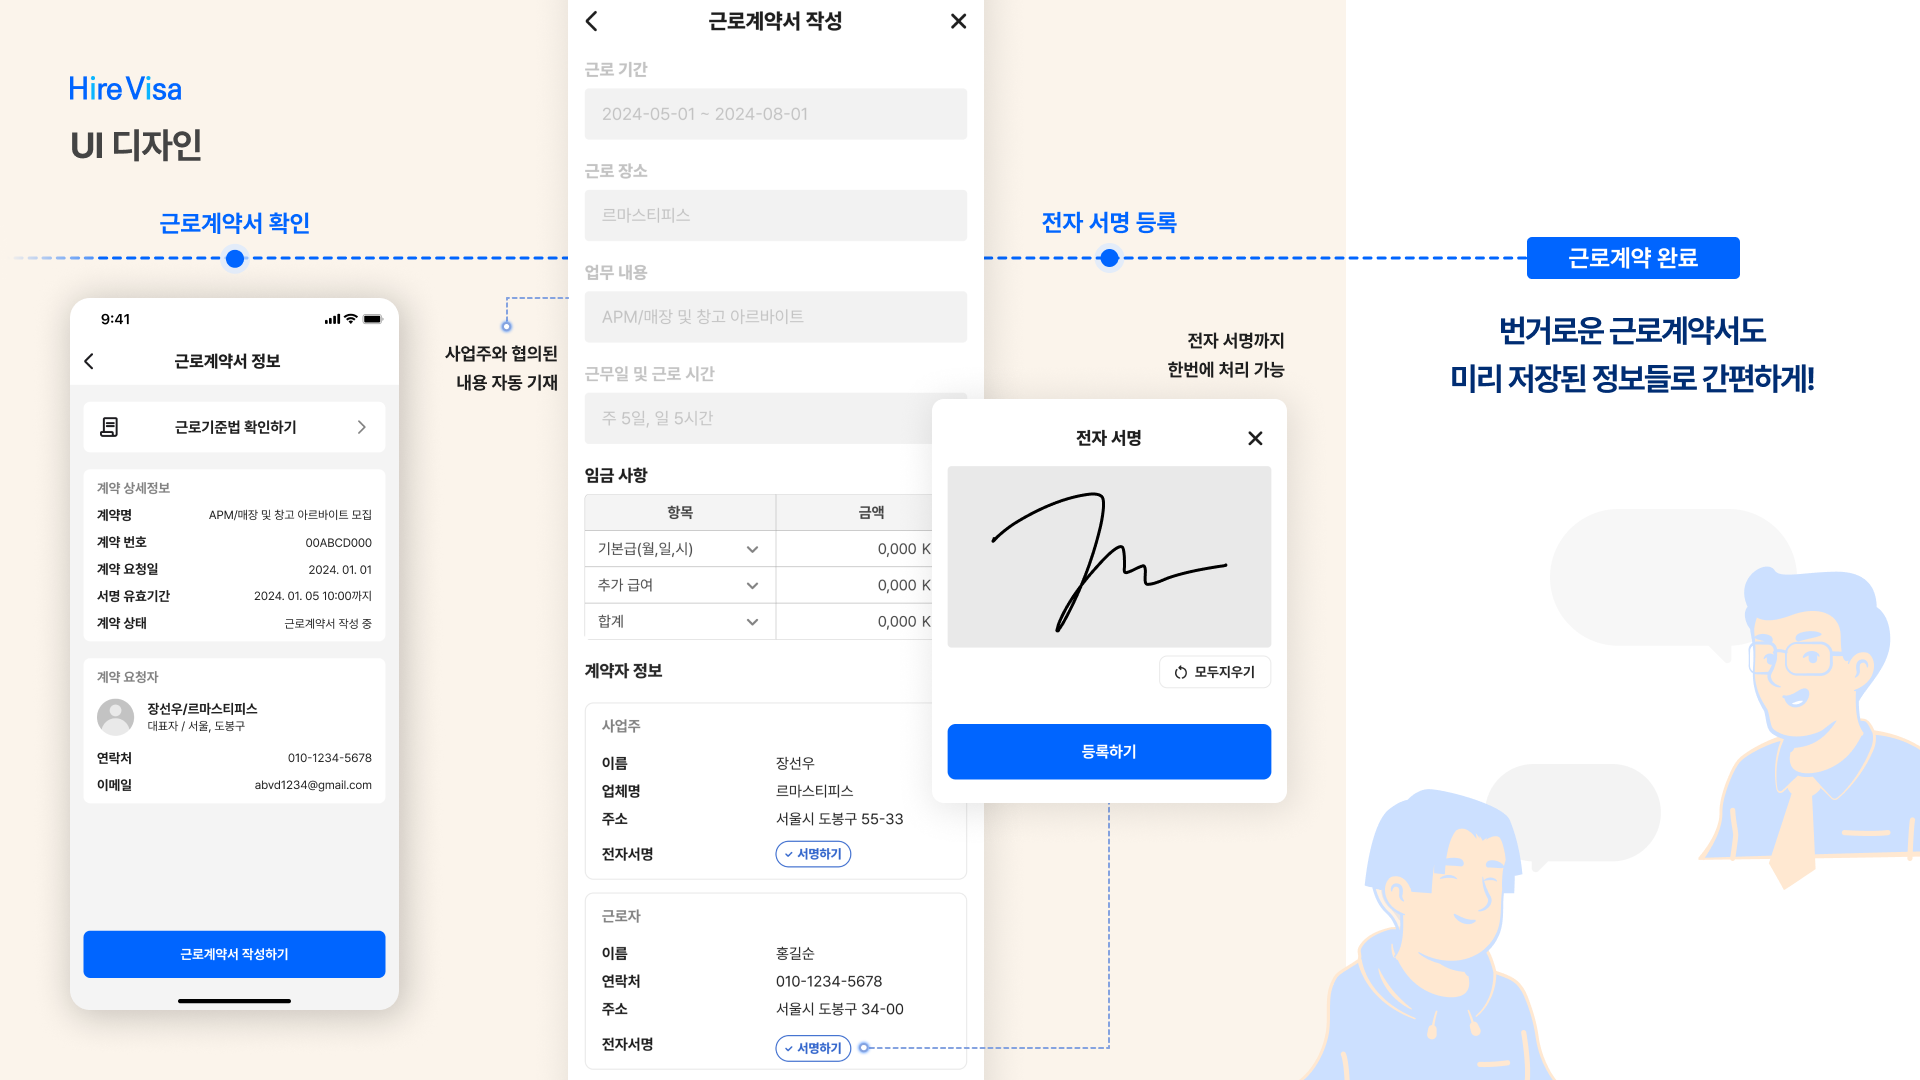 Hire Visa
UI 디자인
근로계약서 확인
9:41
근로계약서 정보
근로기준법 확인하기
계약 상세정보
계약명 APM/매장 및 창고 아르바이트 모집
계약 번호 00ABCD000
계약 요청일 2024. 01. 01
서명 유효기간 2024. 01. 05 10:00까지
계약 상태 근로계약서 작성 중
계약 요청자
장선우/르마스티피스
대표자 / 서울, 도봉구
연락처 010-1234-5678
이메일 abvd1234@gmail.com
근로계약서 작성하기
사업주와 협의된
내용 자동 기재
근로계약서 작성
근로 기간
2024-05-01 ~ 2024-08-01
근로 장소
르마스티피스
업무 내용
APM/매장 및 창고 아르바이트
근무일 및 근로 시간
주 5일, 일 5시간
임금 사항
항목 금액
기본급(월,일,시) 0,000 K
추가 급여 0,000 K
합계 0,000 K
계약자 정보
사업주
이름 장선우
업체명 르마스티피스
주소 서울시 도봉구 55-33
전자서명 서명하기
근로자
이름 홍길순
연락처 010-1234-5678
주소 서울시 도봉구 34-00
전자서명 서명하기
전자 서명 등록
전자 서명까지
한번에 처리 가능
전자 서명
모두지우기
등록하기
근로계약 완료
번거로운 근로계약서도
미리 저장된 정보들로 간편하게!